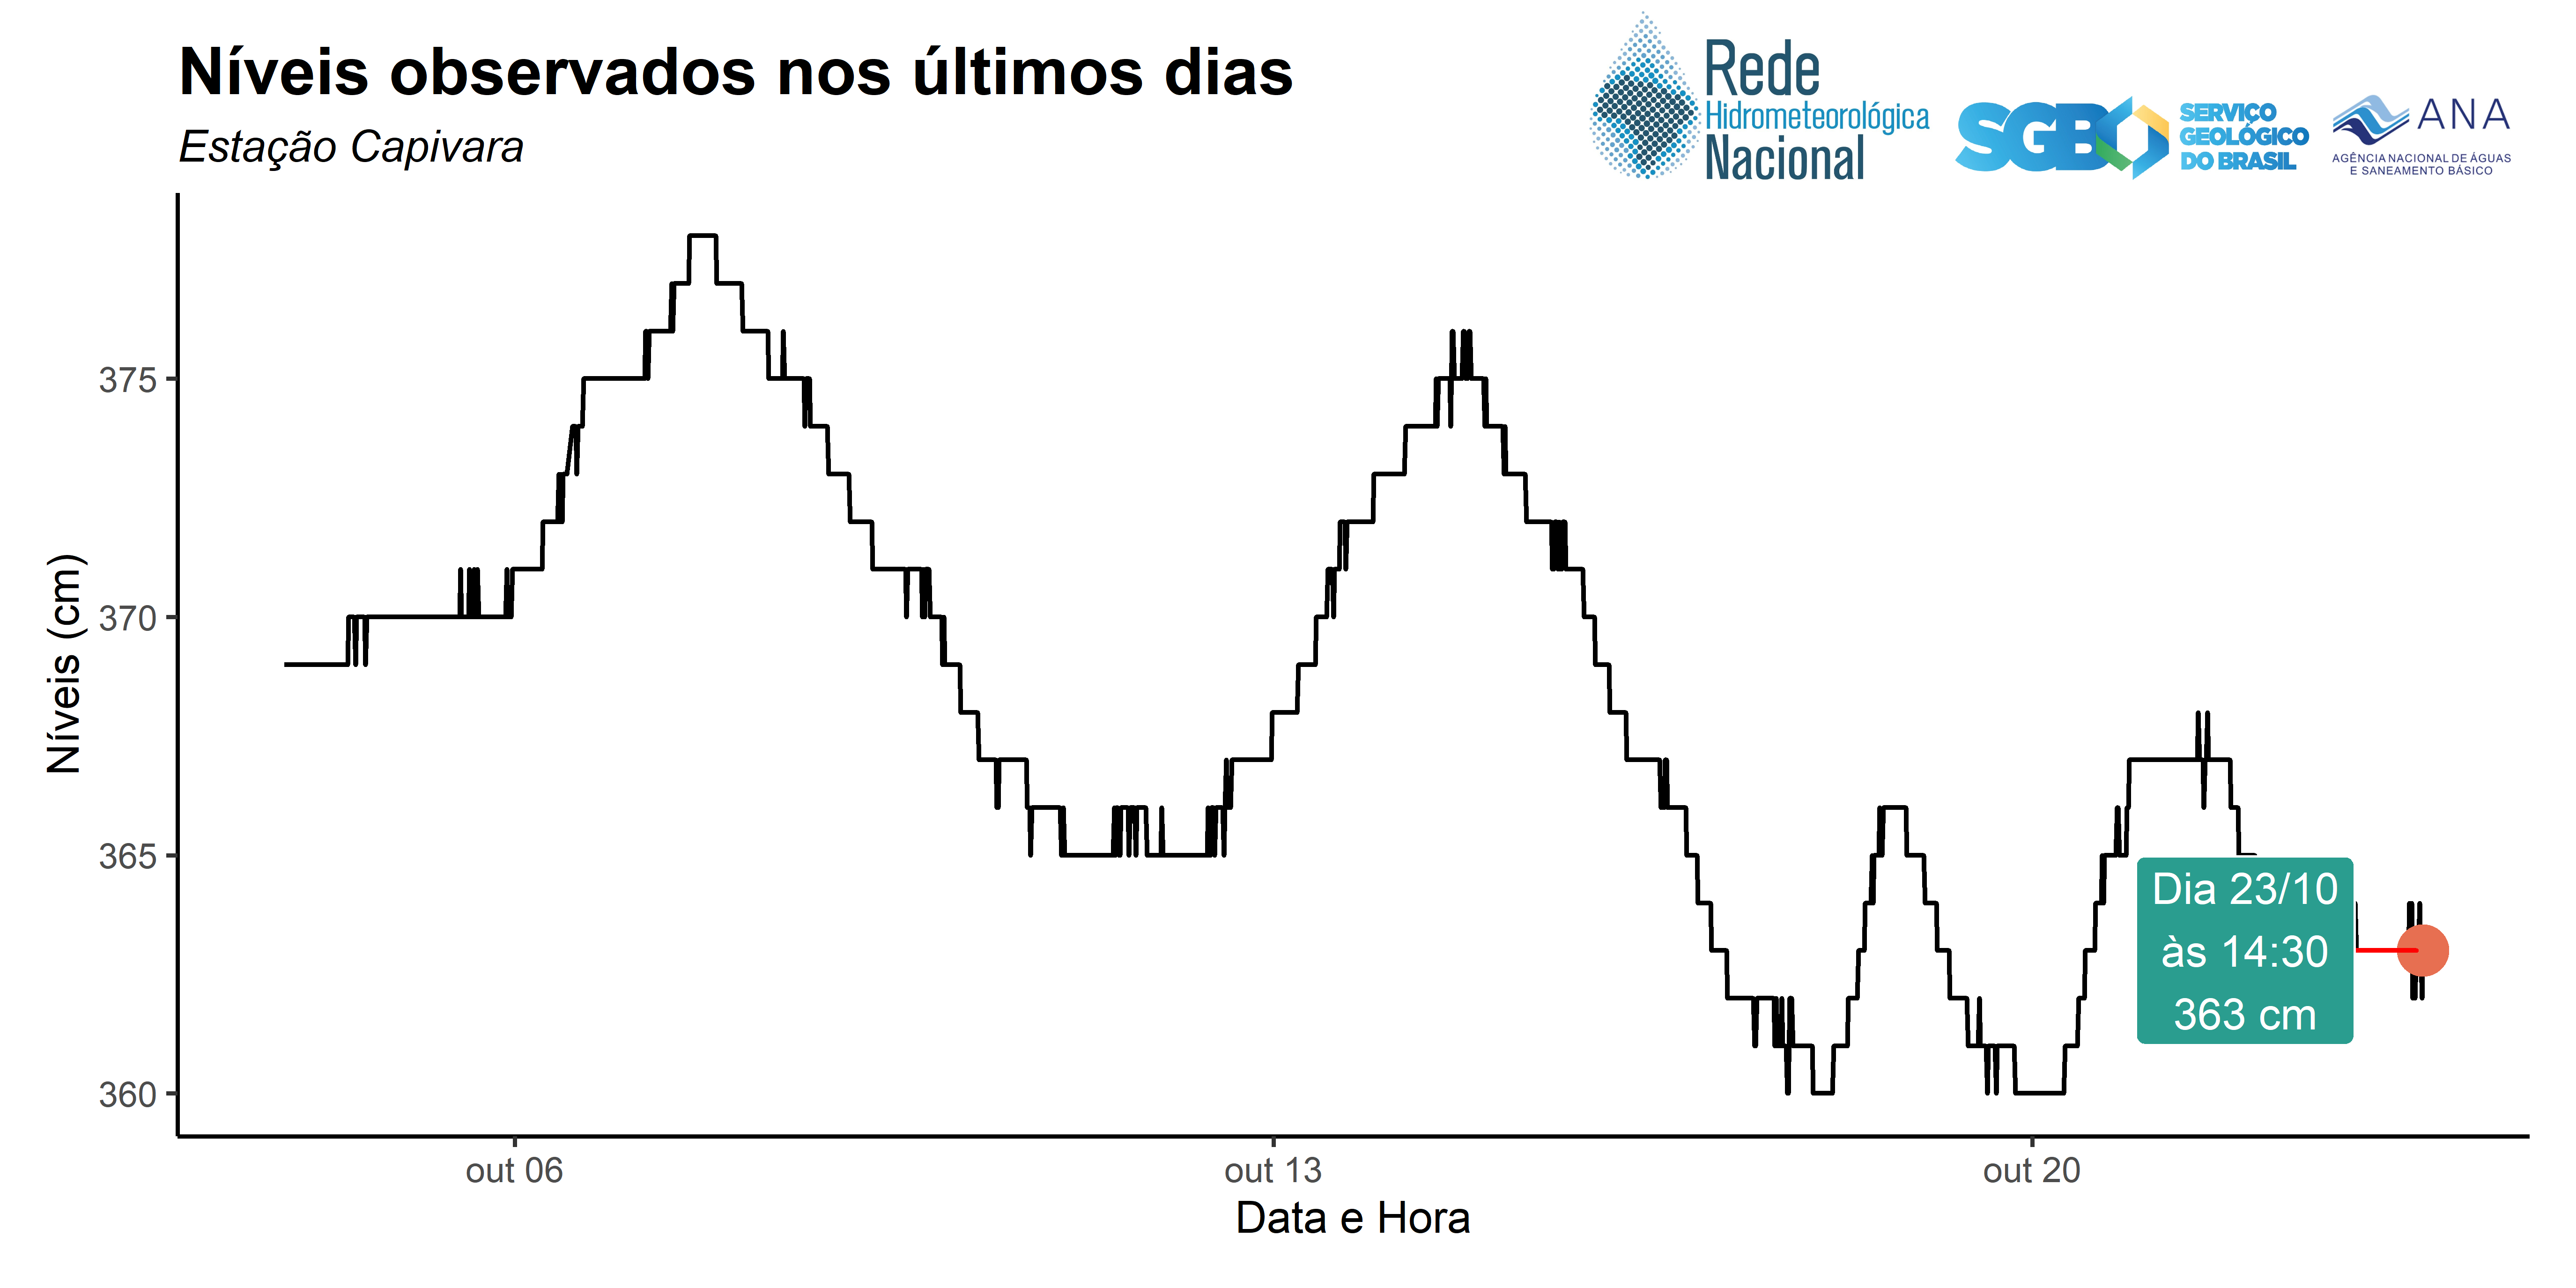 Níveis observados nos últimos dias
Estação Capivara
Rede
Hidrometeorológica
Nacional
SGB
SERVIÇO
GEOLÓGICO
DO BRASIL
ANA
AGÊNCIA NACIONAL DE ÁGUAS
E SANEAMENTO BÁSICO
Níveis (cm)
375
370
365
360
Dia 23/10
às 14:30
363 cm
out 06
out 13
out 20
Data e Hora